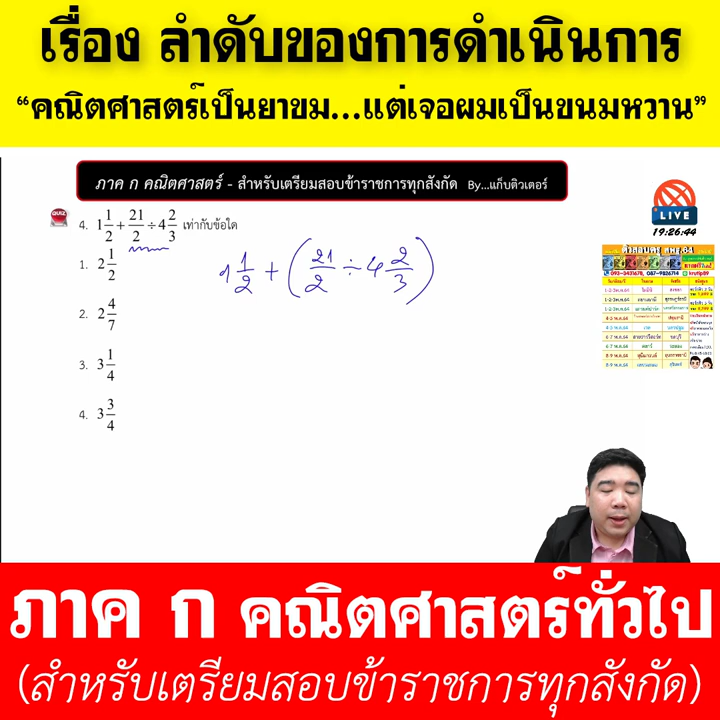 เรื่อง ลำดับของการดำเนินการ
“คณิตศาสตร์เป็นยาขม...แต่เจอผมเป็นขนมหวาน”
ภาค ก คณิตศาสตร์ - สำหรับเตรียมสอบข้าราชการทุกสังกัด By...แก็บติวเตอร์
QUIZ
4. 1 1/2 + 21/2 ÷ 4 2/3 เท่ากับข้อใด
1 1/2 + (21/2 ÷ 4 2/3)
1. 2 1/2
2. 2 4/7
3. 3 1/4
4. 3 3/4
LIVE
19:26:44
ภาค ก คณิตศาสตร์ทั่วไป
(สำหรับเตรียมสอบข้าราชการทุกสังกัด)